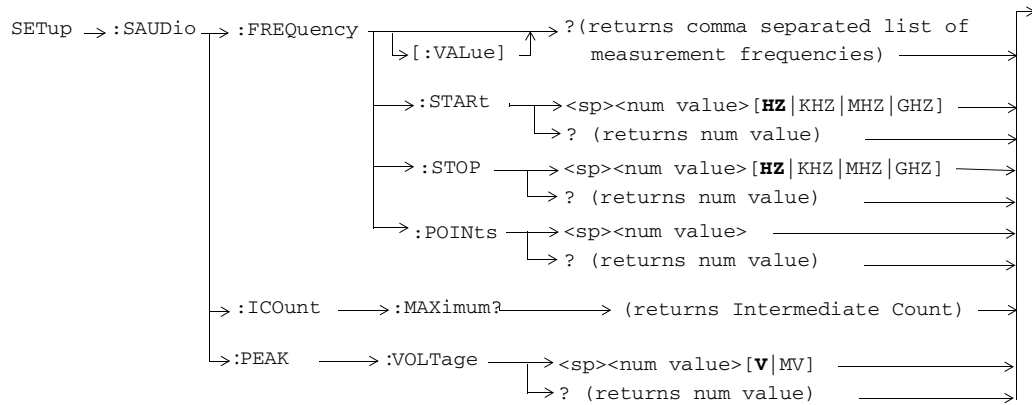 SETup :SAUDio :FREQuency ?(returns comma separated list of
[:VALue] measurement frequencies)
:STARt <sp><num value>[HZ|KHZ|MHZ|GHZ]
? (returns num value)
:STOP <sp><num value>[HZ|KHZ|MHZ|GHZ]
? (returns num value)
:POINts <sp><num value>
? (returns num value)
:ICOunt :MAXimum? (returns Intermediate Count)
:PEAK :VOLTage <sp><num value>[V|MV]
? (returns num value)